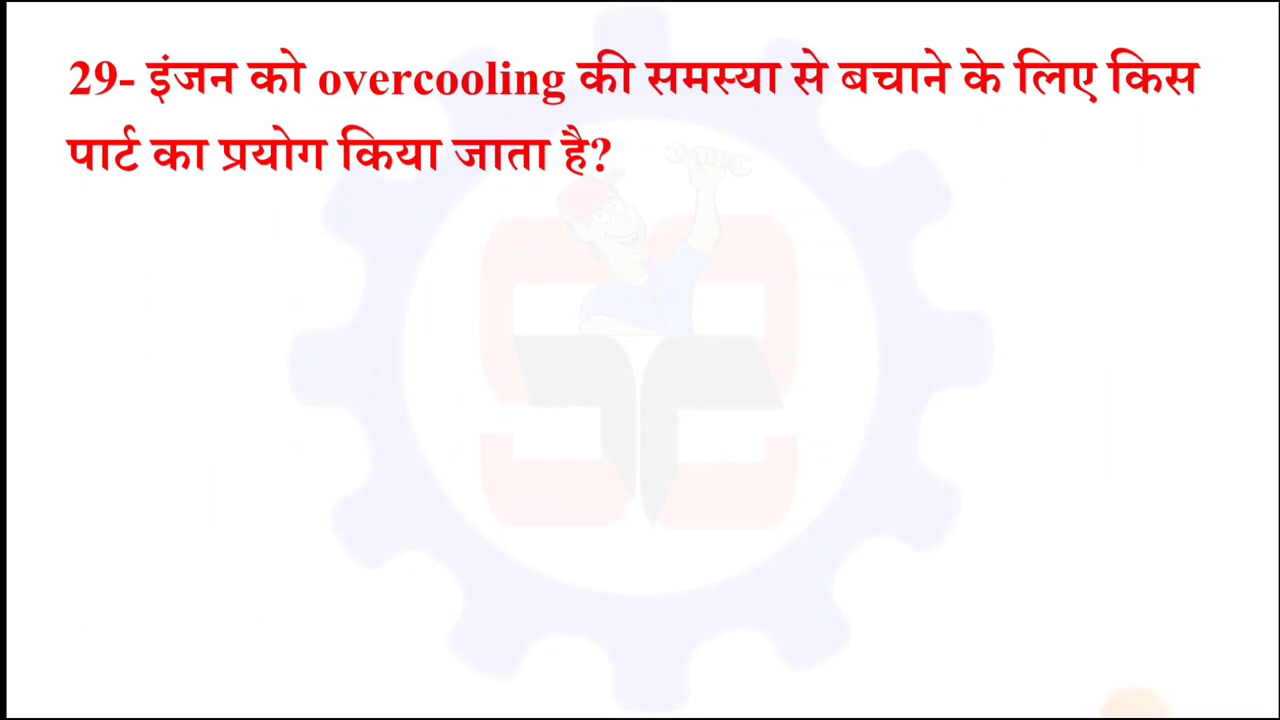 29- इंजन को overcooling की समस्या से बचाने के लिए किस
पार्ट का प्रयोग किया जाता है?